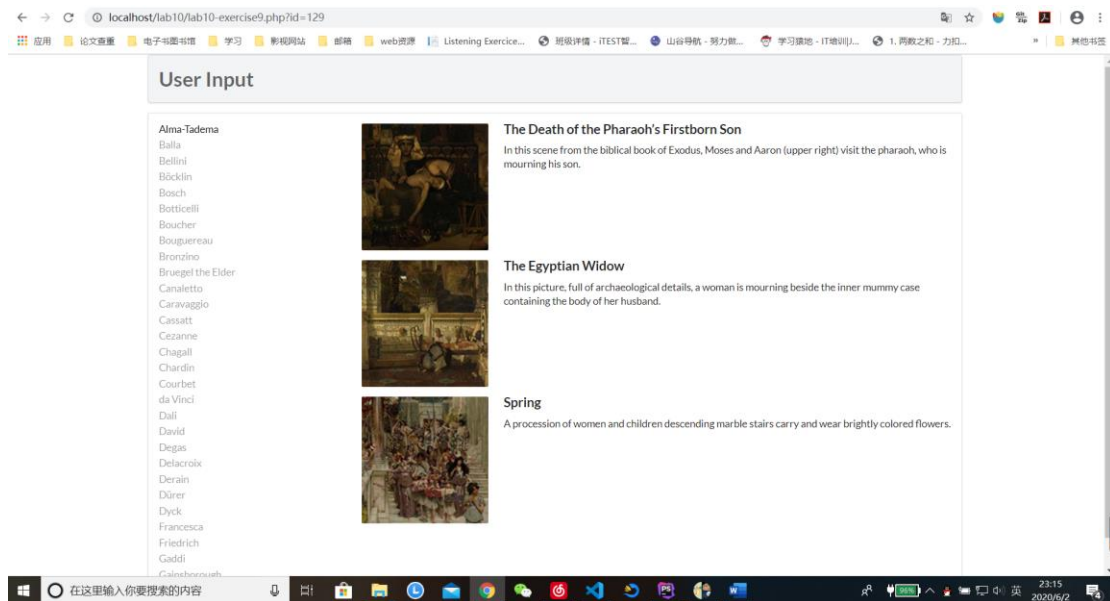 localhost/lab10/lab10-exercise9.php?id=129
应用 论文查重 电子书图书馆 学习 影视网站 邮箱 web资源 Listening Exercice... 班级详情 - iTEST智... 山谷导航 - 努力做... 学习猿地 - IT培训|J... 1. 两数之和 - 力扣... » 其他书签
User Input
Alma-Tadema
Balla
Bellini
Böcklin
Bosch
Botticelli
Boucher
Bouguereau
Bronzino
Bruegel the Elder
Canaletto
Caravaggio
Cassatt
Cezanne
Chagall
Chardin
Courbet
da Vinci
Dali
David
Degas
Delacroix
Derain
Dürer
Dyck
Francesca
Friedrich
Gaddi
Gainsborough
The Death of the Pharaoh’s Firstborn Son
In this scene from the biblical book of Exodus, Moses and Aaron (upper right) visit the pharaoh, who is
mourning his son.
The Egyptian Widow
In this picture, full of archaeological details, a woman is mourning beside the inner mummy case
containing the body of her husband.
Spring
A procession of women and children descending marble stairs carry and wear brightly colored flowers.
在这里输入你要搜索的内容
96% 英 23:15
2020/6/2